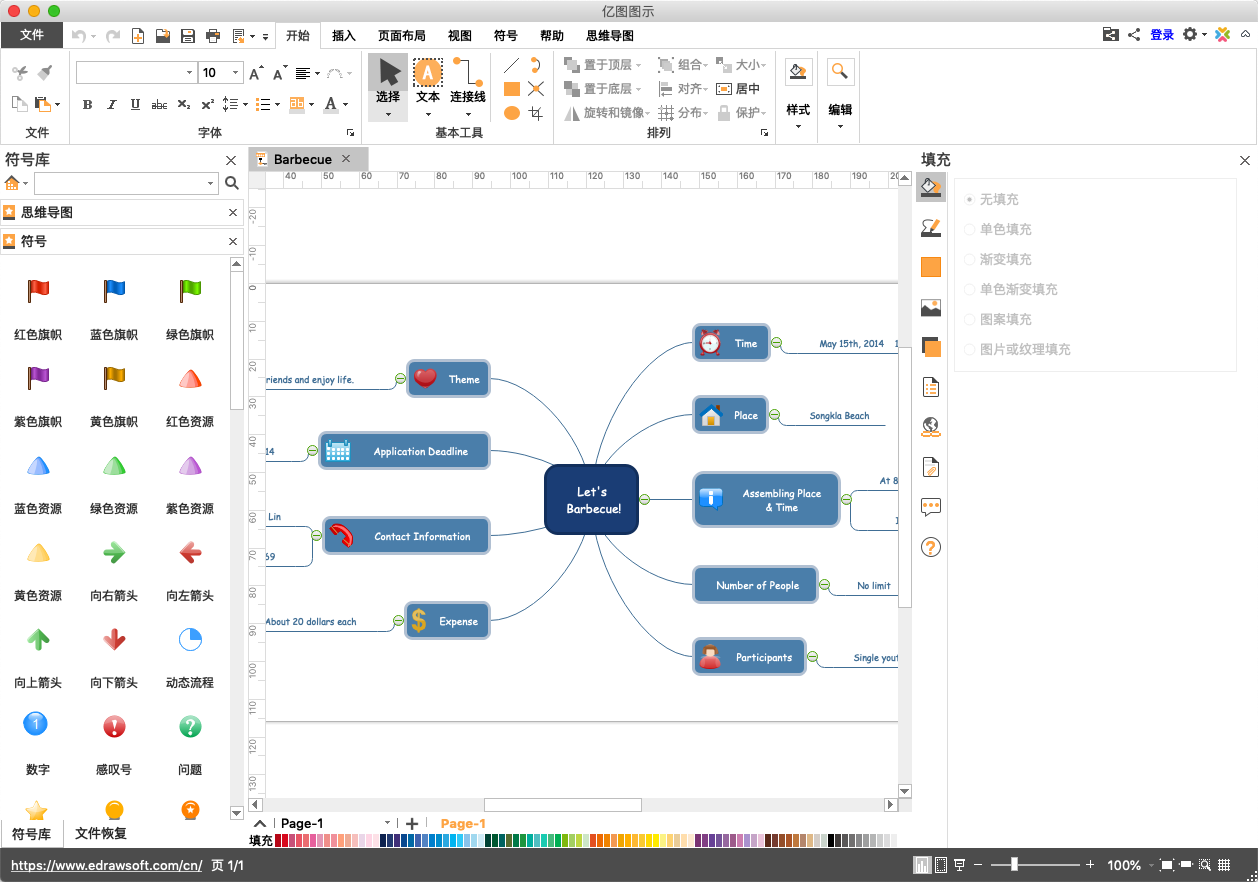 亿图图示
文件 开始 插入 页面布局 视图 符号 帮助 思维导图 登录
10
B I U abc X₂ X² A
选择 文本 连接线
置于顶层 组合 大小
置于底层 对齐 居中
旋转和镜像 分布 保护
样式 编辑
文件 字体 基本工具 排列
符号库
思维导图
符号
红色旗帜 蓝色旗帜 绿色旗帜
紫色旗帜 黄色旗帜 红色资源
蓝色资源 绿色资源 紫色资源
黄色资源 向右箭头 向左箭头
向上箭头 向下箭头 动态流程
1
数字 感叹号 问题
符号库 文件恢复
Barbecue
40 50 60 70 80 90 100 110 120 130 140 150 160 170 180 190 20
-20
-10
0
10
20
30
40
50
60
70
80
90
100
110
120
130
riends and enjoy life.
Theme
14
Application Deadline
Lin
69
Contact Information
About 20 dollars each
Expense
Let's
Barbecue!
Time
May 15th, 2014 1
Place
Songkla Beach
Assembling Place
& Time
At 8
Number of People
No limit
Participants
Single yout
Page-1 Page-1
填充
填充
无填充
单色填充
渐变填充
单色渐变填充
图案填充
图片或纹理填充
https://www.edrawsoft.com/cn/ 页 1/1
100%